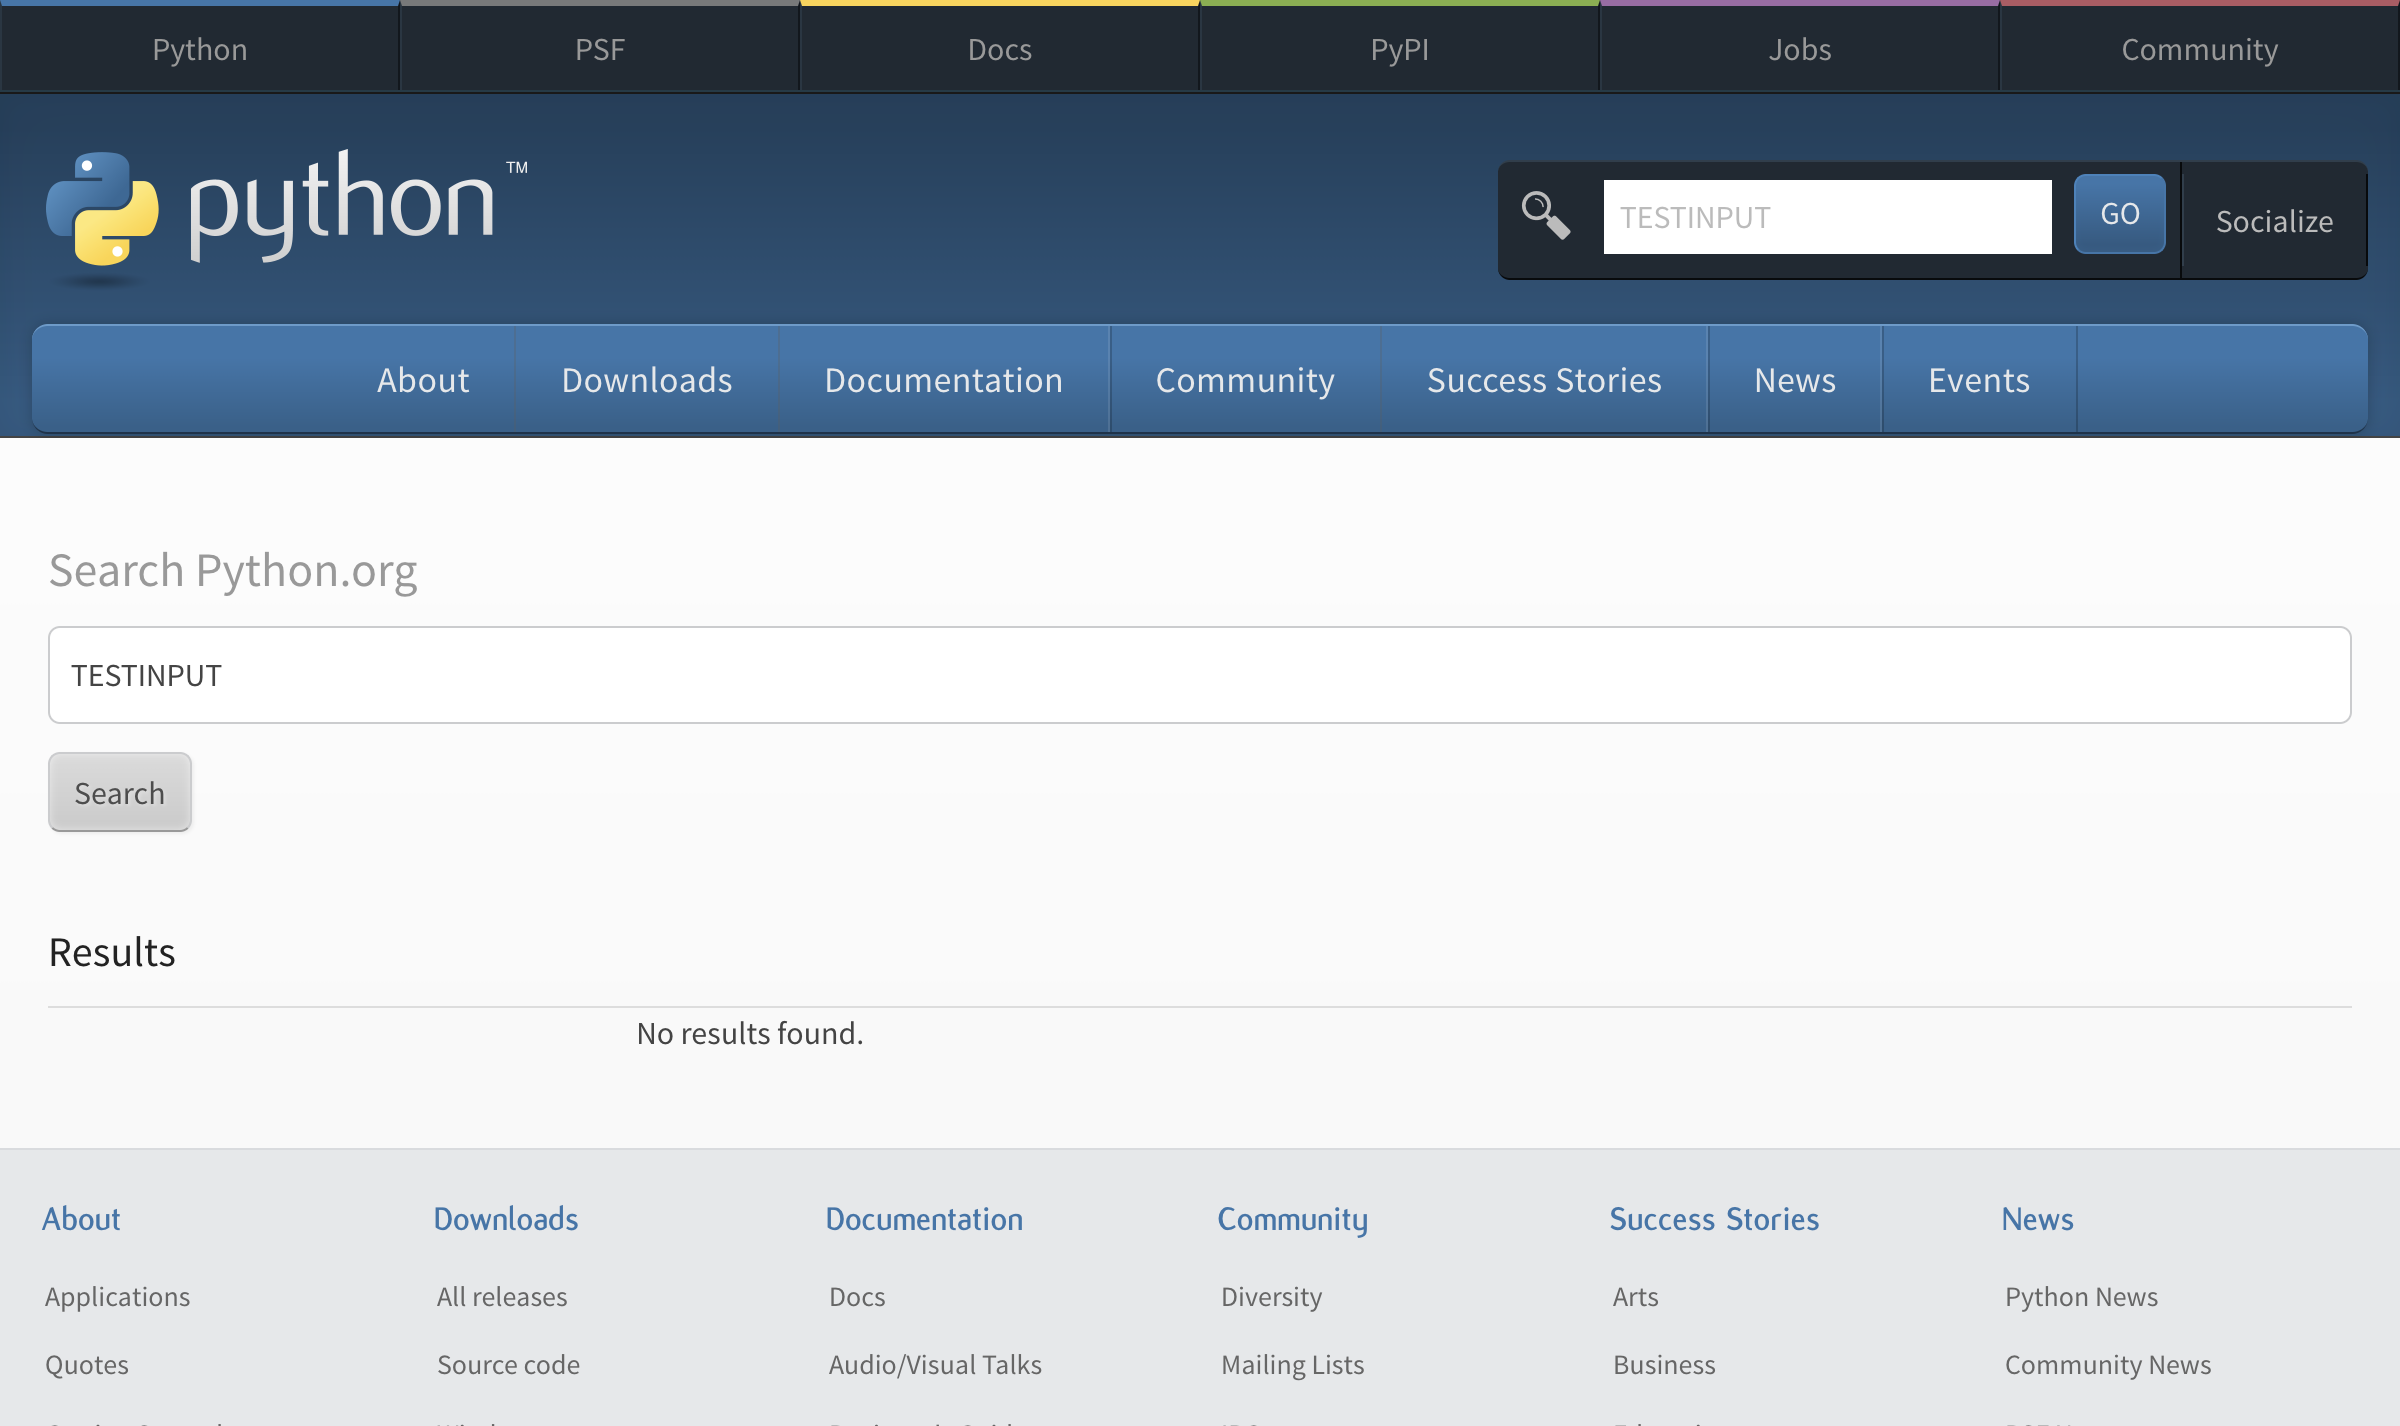 Python PSF Docs PyPI Jobs Community
python™
TESTINPUT GO Socialize
About Downloads Documentation Community Success Stories News Events
Search Python.org
TESTINPUT
Search
Results
No results found.
About Downloads Documentation Community Success Stories News
Applications All releases Docs Diversity Arts Python News
Quotes Source code Audio/Visual Talks Mailing Lists Business Community News